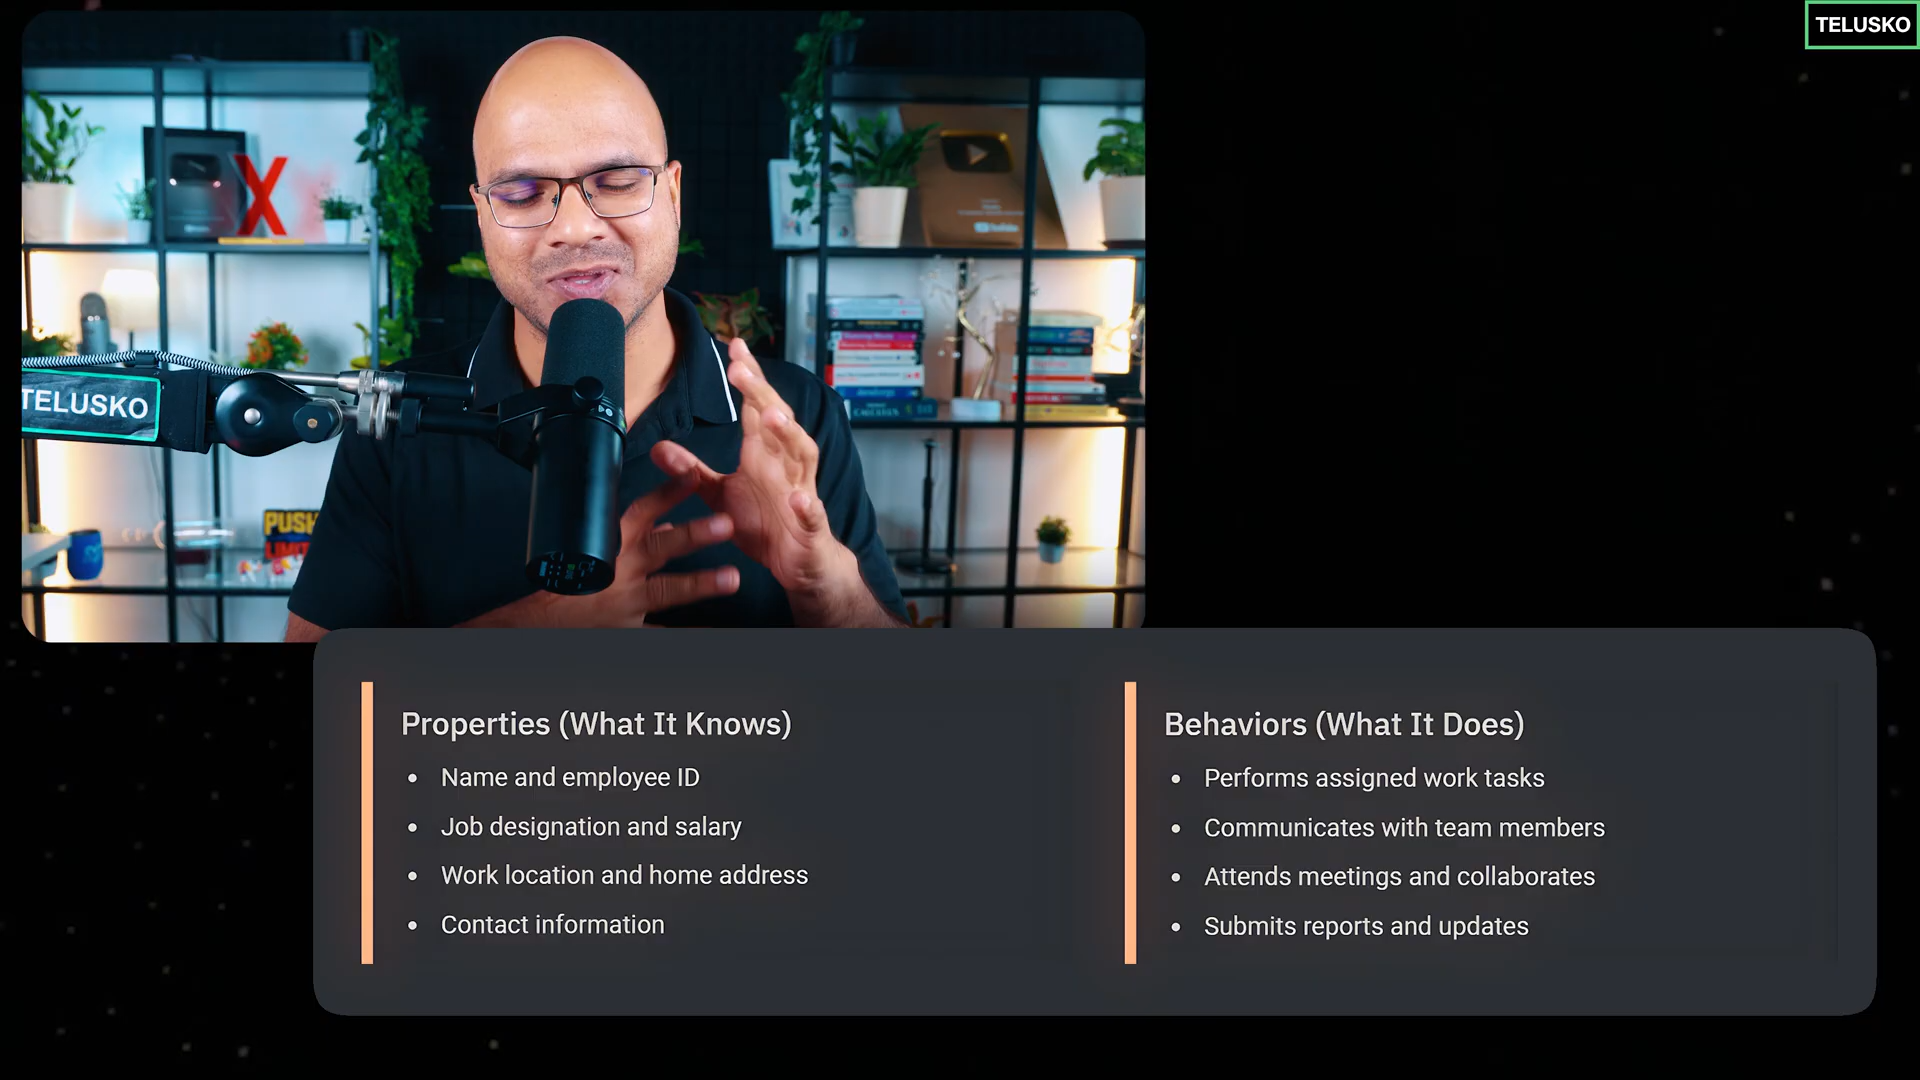 TELUSKO
X
TELUSKO
PUSH
LIMIT
Properties (What It Knows)
• Name and employee ID
• Job designation and salary
• Work location and home address
• Contact information
Behaviors (What It Does)
• Performs assigned work tasks
• Communicates with team members
• Attends meetings and collaborates
• Submits reports and updates